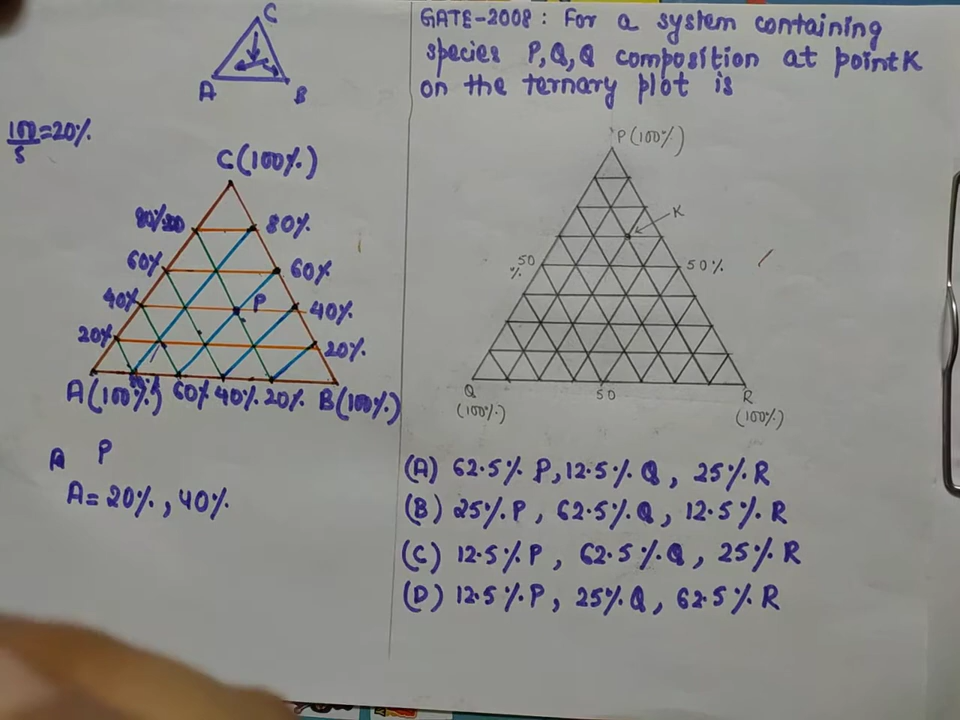 C
A
B
100/5 = 20%
C (100%)
80%
60%
60%
40%
P
40%
20%
20%
A (100%)
60% 40% 20% B (100%)
A P
A = 20%, 40%
GATE-2008: For a system containing
species P,Q,Q composition at point K
on the ternary plot is
P (100%)
K
50
%
50%
Q
(100%)
50
R
(100%)
(A) 62.5% P, 12.5% Q, 25% R
(B) 25% P, 62.5% Q, 12.5% R
(C) 12.5% P, 62.5% Q, 25% R
(D) 12.5% P, 25% Q, 62.5% R